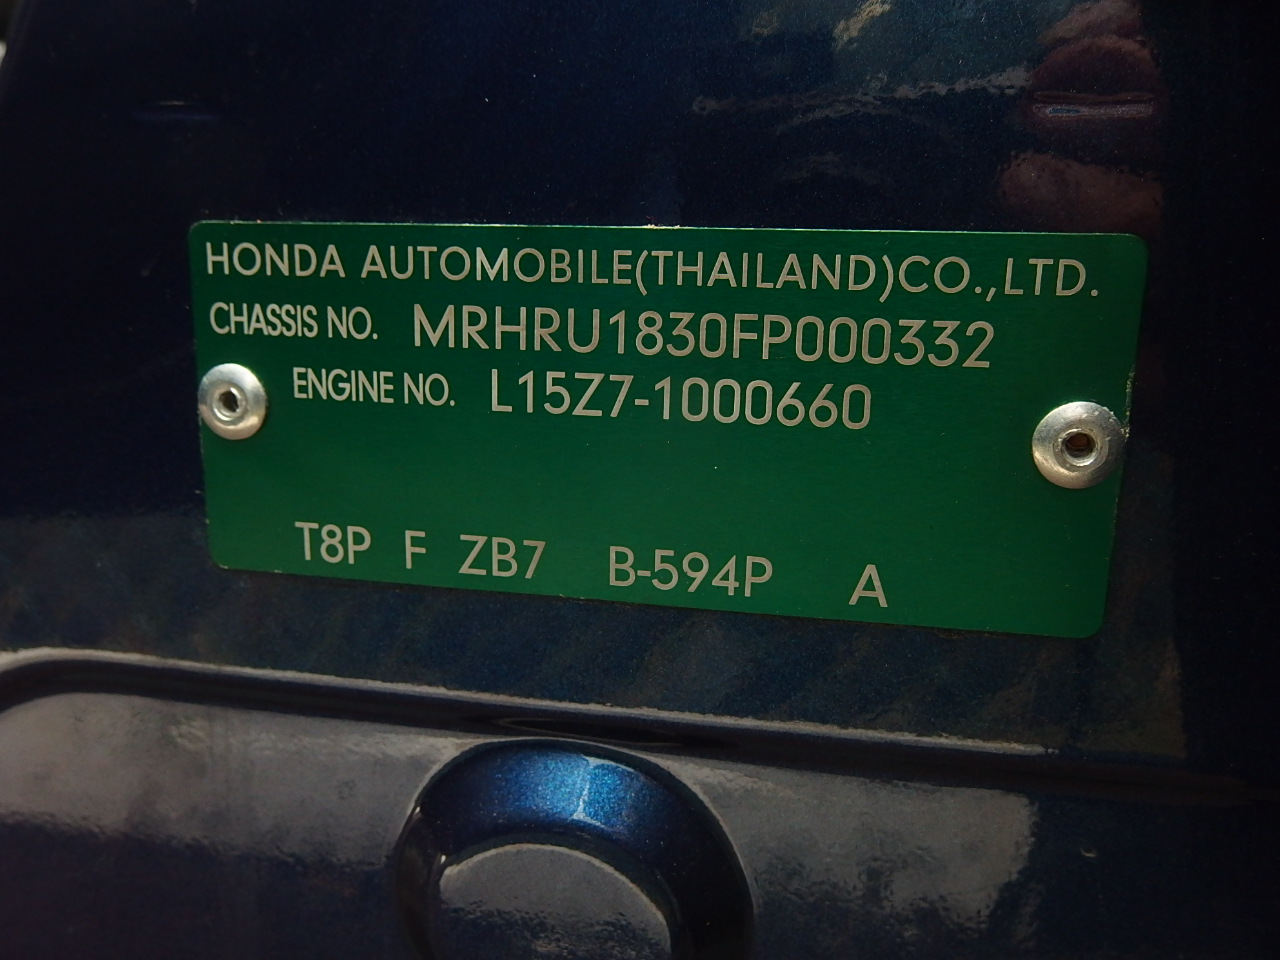 HONDA AUTOMOBILE(THAILAND)CO.,LTD.
CHASSIS NO. MRHRU1830FP000332
ENGINE NO. L15Z7-1000660
T8P F ZB7 B-594P A